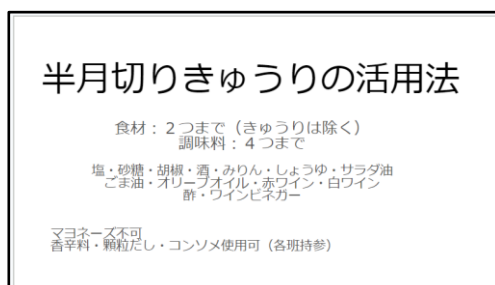 半月切りきゅうりの活用法
食材：２つまで（きゅうりは除く）
調味料：４つまで
塩・砂糖・胡椒・酒・みりん・しょうゆ・サラダ油
ごま油・オリーブオイル・赤ワイン・白ワイン
酢・ワインビネガー
マヨネーズ不可
香辛料・顆粒だし・コンソメ使用可（各班持参）